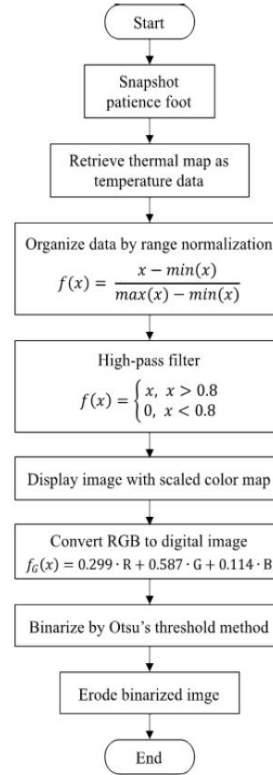 Start
Snapshot
patience foot
Retrieve thermal map as
temperature data
Organize data by range normalization
f(x) = (x − min(x)) / (max(x) − min(x))
High-pass filter
f(x) = { x, x > 0.8
0, x < 0.8
Display image with scaled color map
Convert RGB to digital image
f_G(x) = 0.299 · R + 0.587 · G + 0.114 · B
Binarize by Otsu's threshold method
Erode binarized imge
End